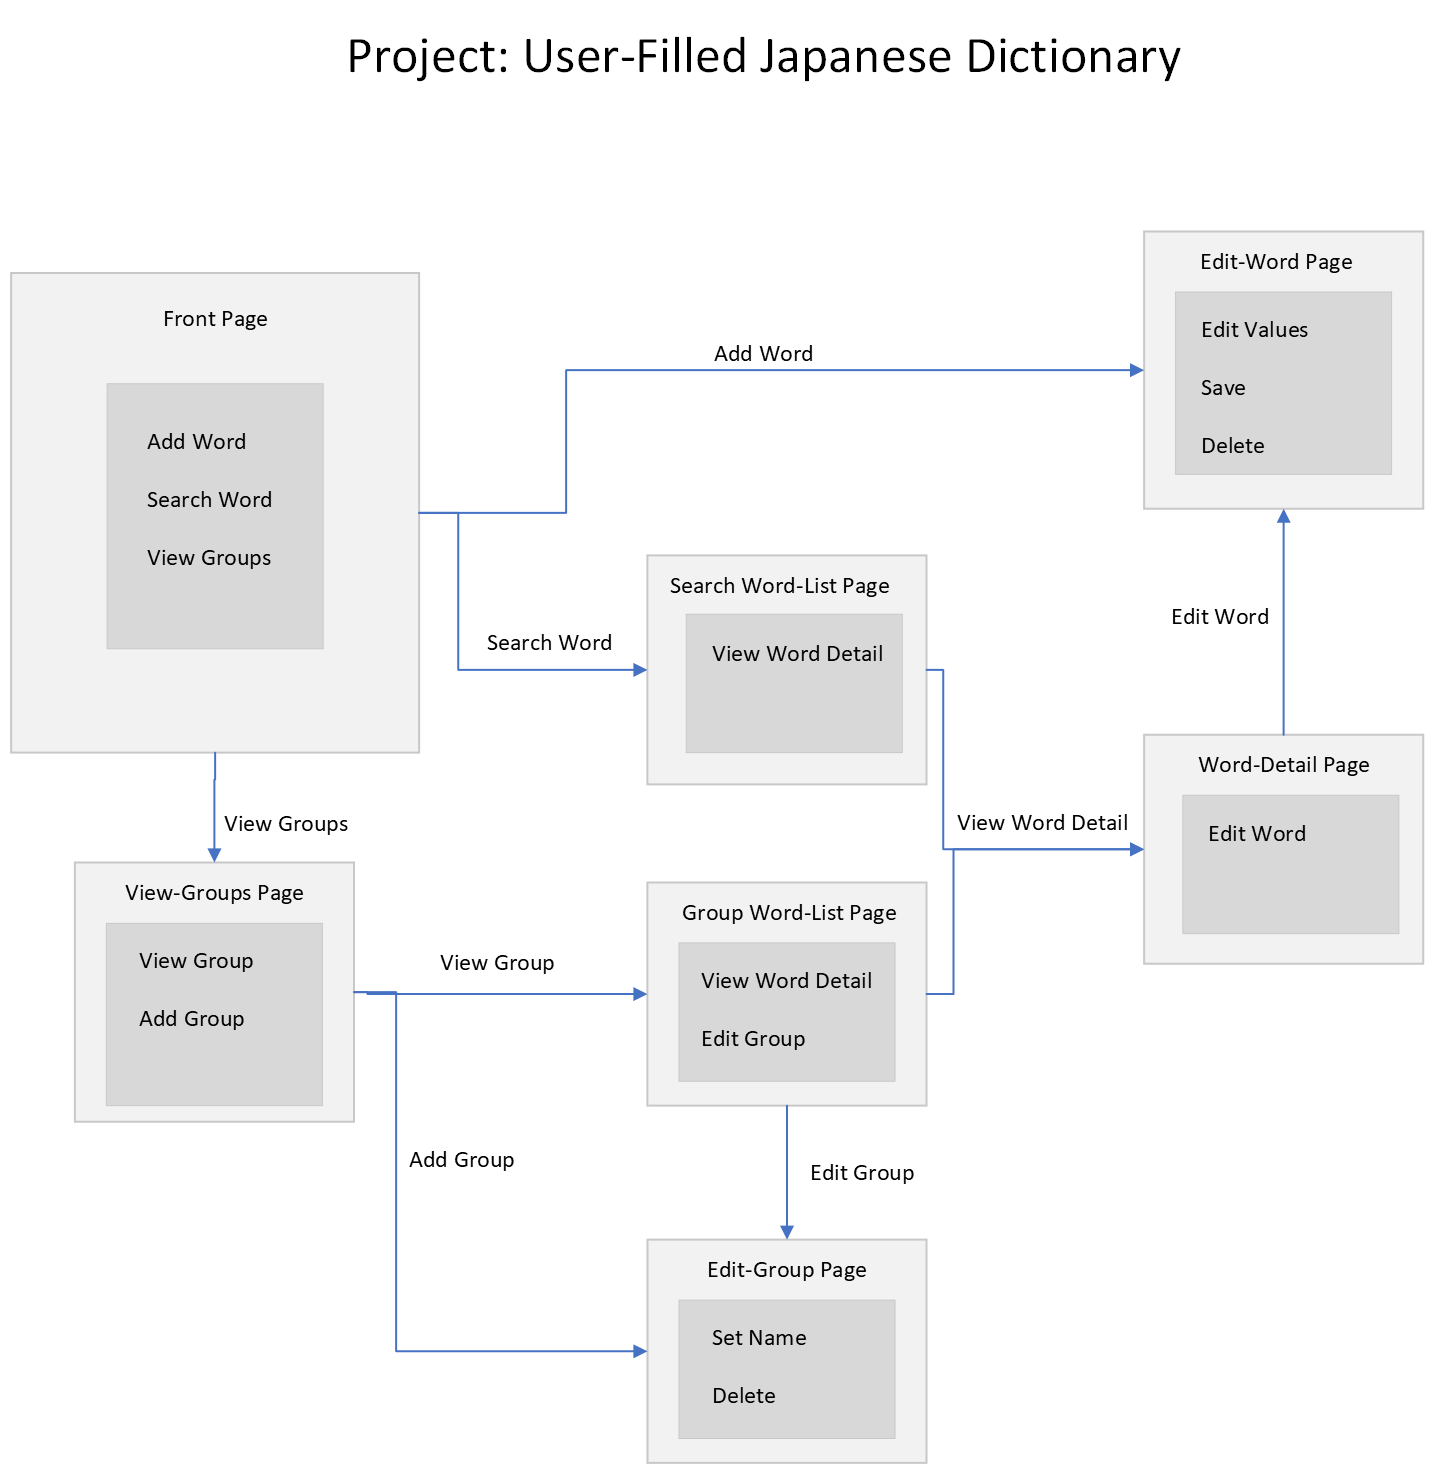 Project: User-Filled Japanese Dictionary
Front Page
Add Word
Search Word
View Groups
Add Word
Edit-Word Page
Edit Values
Save
Delete
Search Word
Search Word-List Page
View Word Detail
Edit Word
View Groups
View Word Detail
Word-Detail Page
Edit Word
View-Groups Page
View Group
Add Group
View Group
Group Word-List Page
View Word Detail
Edit Group
Add Group
Edit Group
Edit-Group Page
Set Name
Delete